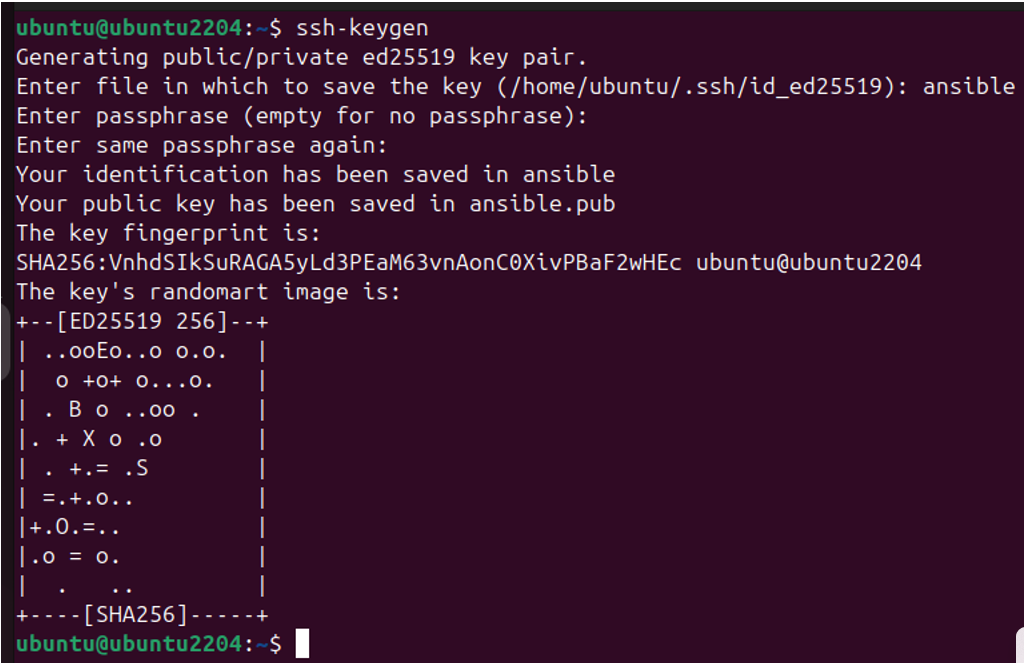 ubuntu@ubuntu2204:~$ ssh-keygen
Generating public/private ed25519 key pair.
Enter file in which to save the key (/home/ubuntu/.ssh/id_ed25519): ansible
Enter passphrase (empty for no passphrase):
Enter same passphrase again:
Your identification has been saved in ansible
Your public key has been saved in ansible.pub
The key fingerprint is:
SHA256:VnhdSIkSuRAGA5yLd3PEaM63vnAonC0XivPBaF2wHEc ubuntu@ubuntu2204
The key's randomart image is:
+--[ED25519 256]--+
| ..ooEo..o o.o.  |
|  o +o+ o...o.   |
| . B o ..oo .    |
|. + X o .o       |
| . +.= .S        |
| =.+.o..         |
|+.O.=..          |
|.o = o.          |
|  .   ..         |
+----[SHA256]-----+
ubuntu@ubuntu2204:~$